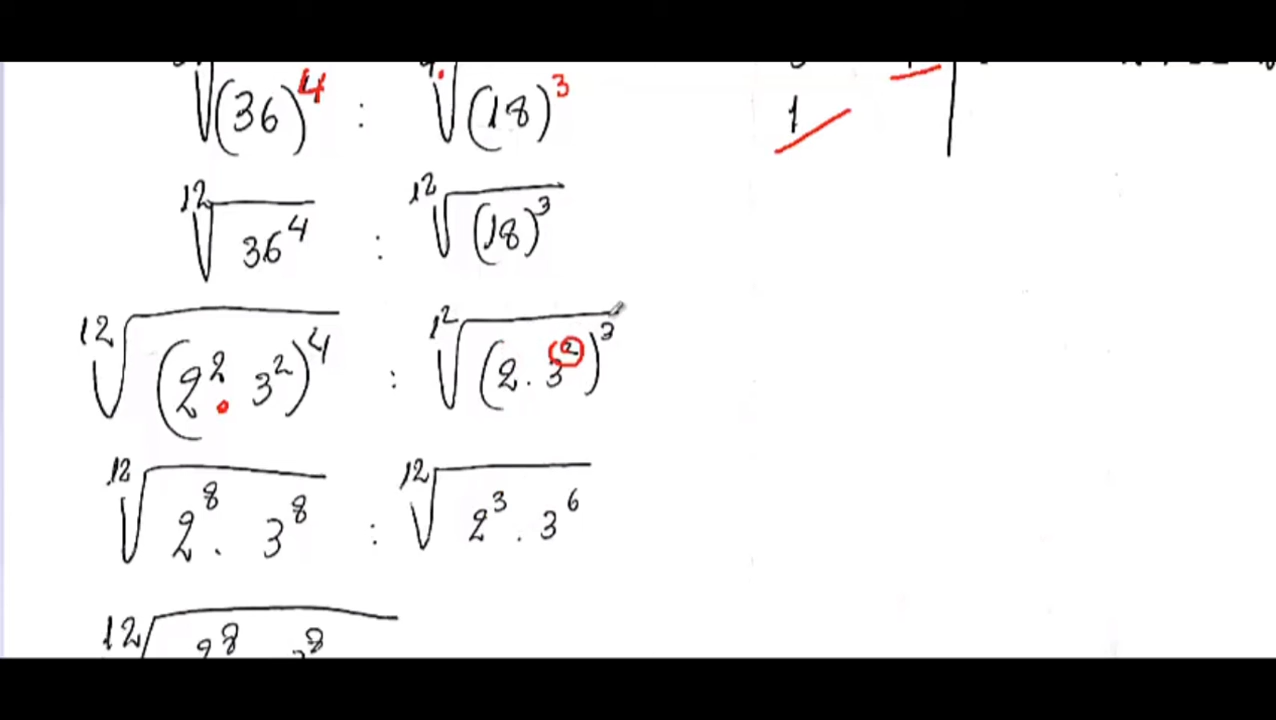 √(36)⁴ : √(18)³
1
¹²√36⁴ : ¹²√(18)³
¹²√(2² . 3²)⁴ : ¹²√(2 . 3²)³
¹²√2⁸ . 3⁸ : ¹²√2³ . 3⁶
¹²√